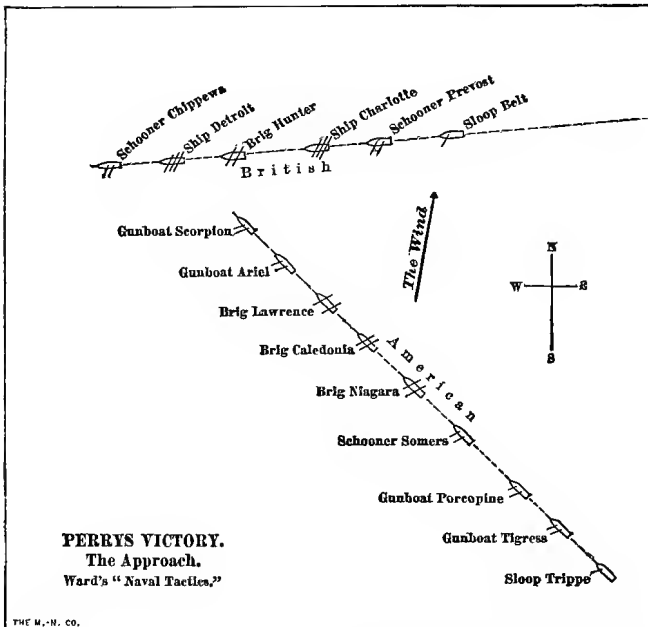 Schooner Chippewa
Ship Detroit
Brig Hunter
Ship Charlotte
Schooner Prevost
Sloop Belt
British
Gunboat Scorpion
Gunboat Ariel
Brig Lawrence
Brig Caledonia
Brig Niagara
Schooner Somers
Gunboat Porcopine
Gunboat Tigress
Sloop Trippe
American
The Wind
N
W
E
S
PERRYS VICTORY.
The Approach.
Ward's "Naval Tactics."
THE M.-N. CO.